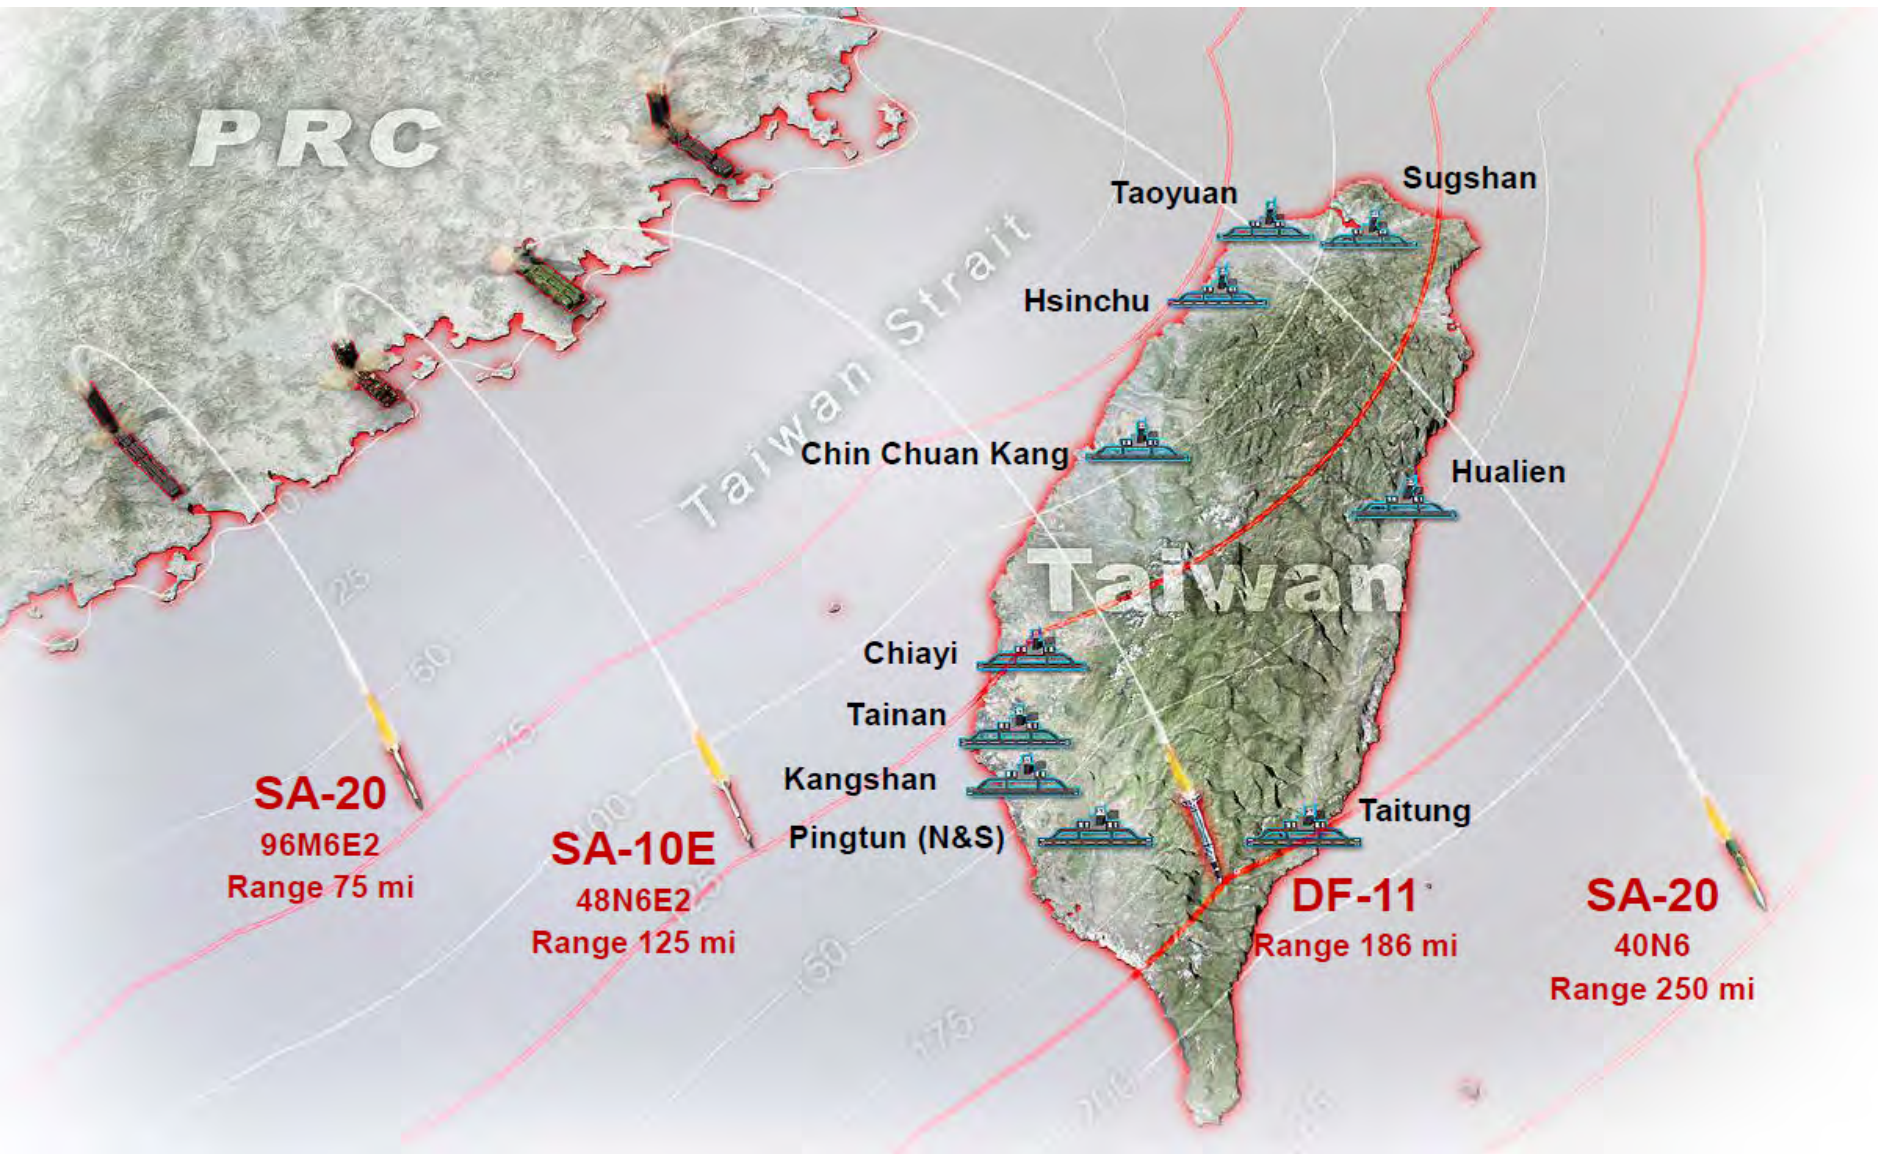 PRC
Sugshan
Taoyuan
Taiwan Strait
Hsinchu
Chin Chuan Kang
Hualien
Taiwan
0
25
50
Chiayi
Tainan
75
Kangshan
SA-20
96M6E2
Range 75 mi
100
SA-10E
48N6E2
Range 125 mi
Pingtun (N&S)
Taitung
DF-11
Range 186 mi
SA-20
40N6
Range 250 mi
150
175
200